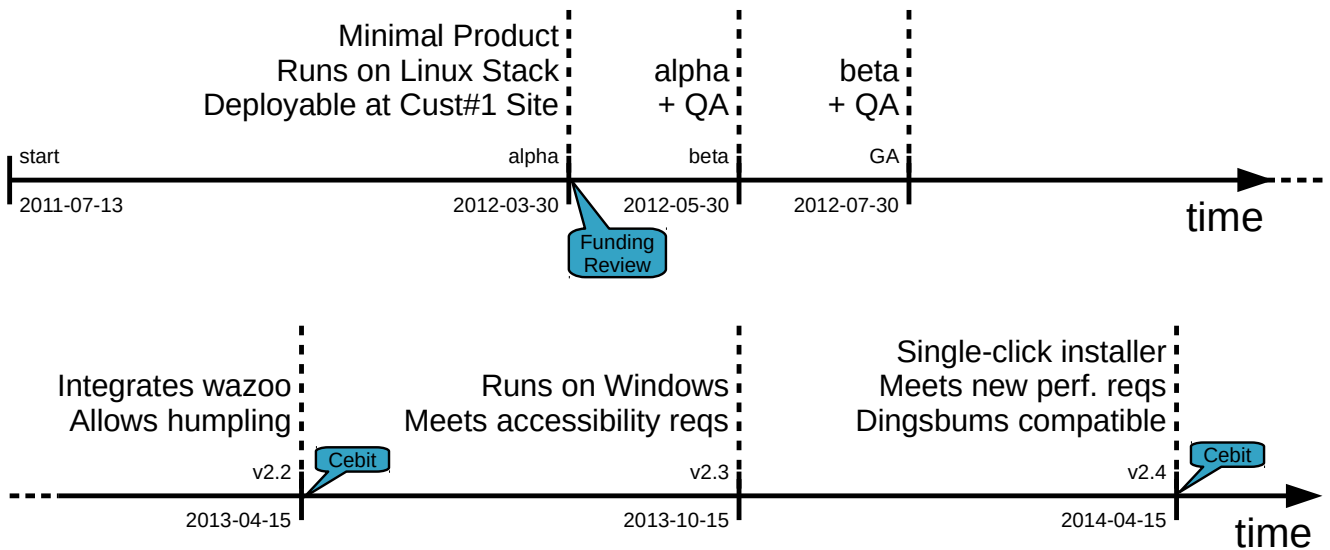 Minimal Product
Runs on Linux Stack
Deployable at Cust#1 Site
alpha
+ QA
beta
+ QA
start
alpha
beta
GA
2011-07-13
2012-03-30
2012-05-30
2012-07-30
time
Funding
Review
Integrates wazoo
Allows humpling
Runs on Windows
Meets accessibility reqs
Single-click installer
Meets new perf. reqs
Dingsbums compatible
v2.2
Cebit
v2.3
v2.4
Cebit
2013-04-15
2013-10-15
2014-04-15
time